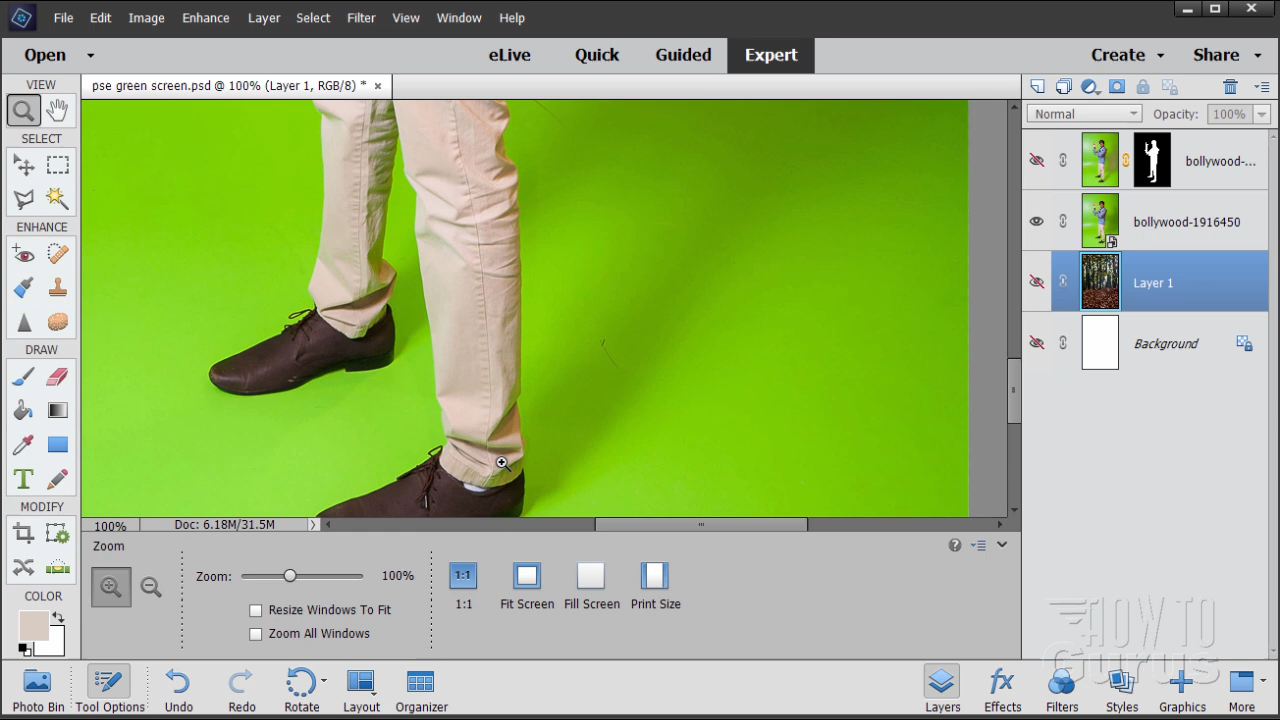 File Edit Image Enhance Layer Select Filter View Window Help
Open eLive Quick Guided Expert Create Share
VIEW
pse green screen.psd @ 100% (Layer 1, RGB/8) * ×
Normal Opacity: 100%
SELECT
bollywood-...
bollywood-1916450
ENHANCE
Layer 1
Background
DRAW
T
MODIFY
100% Doc: 6.18M/31.5M
Zoom
Zoom: 100%
1:1
1:1 Fit Screen Fill Screen Print Size
Resize Windows To Fit
Zoom All Windows
COLOR
HOW TO
Gurus
Photo Bin Tool Options Undo Redo Rotate Layout Organizer
fx
Layers Effects Filters Styles Graphics More